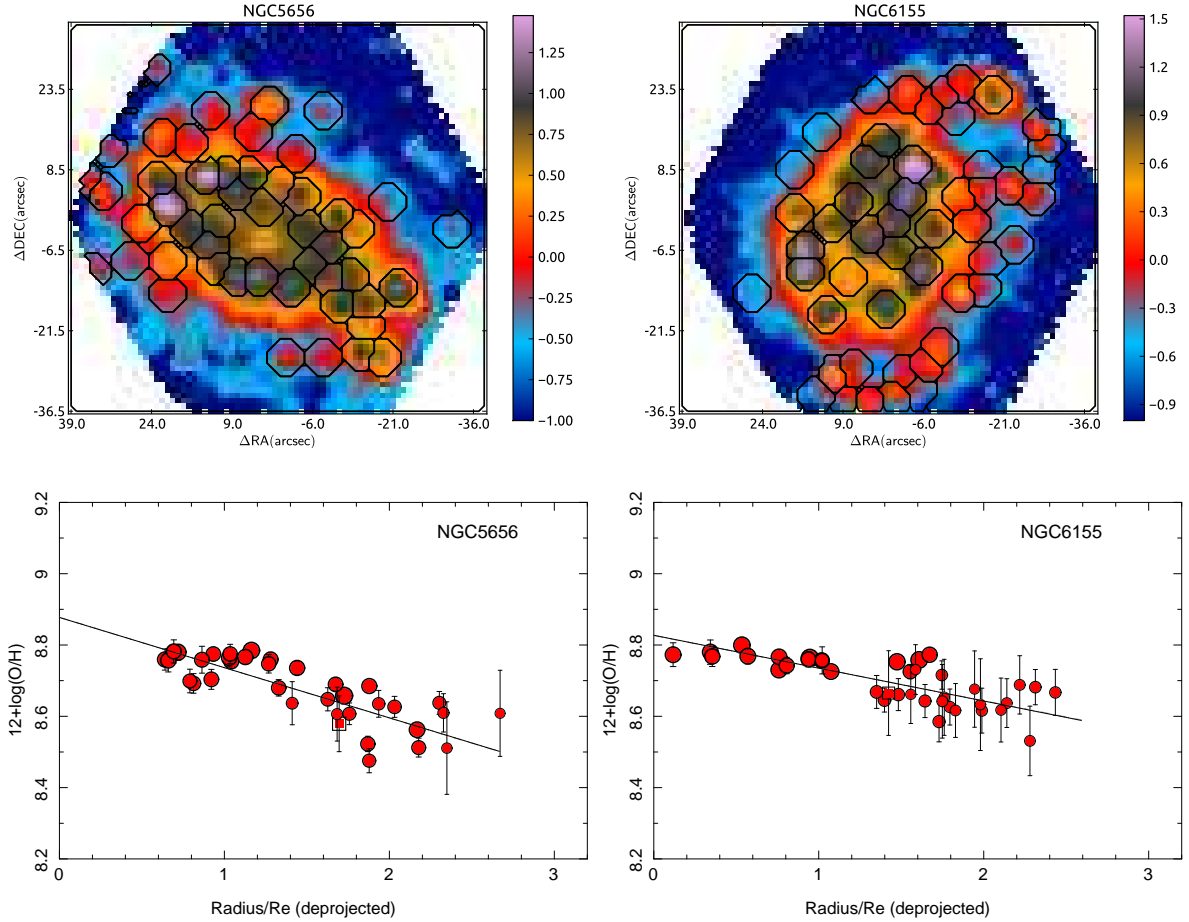 NGC5656
NGC6155
23.5
8.5
-6.5
-21.5
-36.5
ΔDEC(arcsec)
39.0 24.0 9.0 -6.0 -21.0 -36.0
ΔRA(arcsec)
1.25
1.00
0.75
0.50
0.25
0.00
−0.25
−0.50
−0.75
−1.00
23.5
8.5
-6.5
-21.5
-36.5
ΔDEC(arcsec)
39.0 24.0 9.0 -6.0 -21.0 -36.0
ΔRA(arcsec)
1.5
1.2
0.9
0.6
0.3
0.0
−0.3
−0.6
−0.9
NGC5656
12+log(O/H)
9.2
9
8.8
8.6
8.4
8.2
0 1 2 3
Radius/Re (deprojected)
NGC6155
12+log(O/H)
9.2
9
8.8
8.6
8.4
8.2
0 1 2 3
Radius/Re (deprojected)